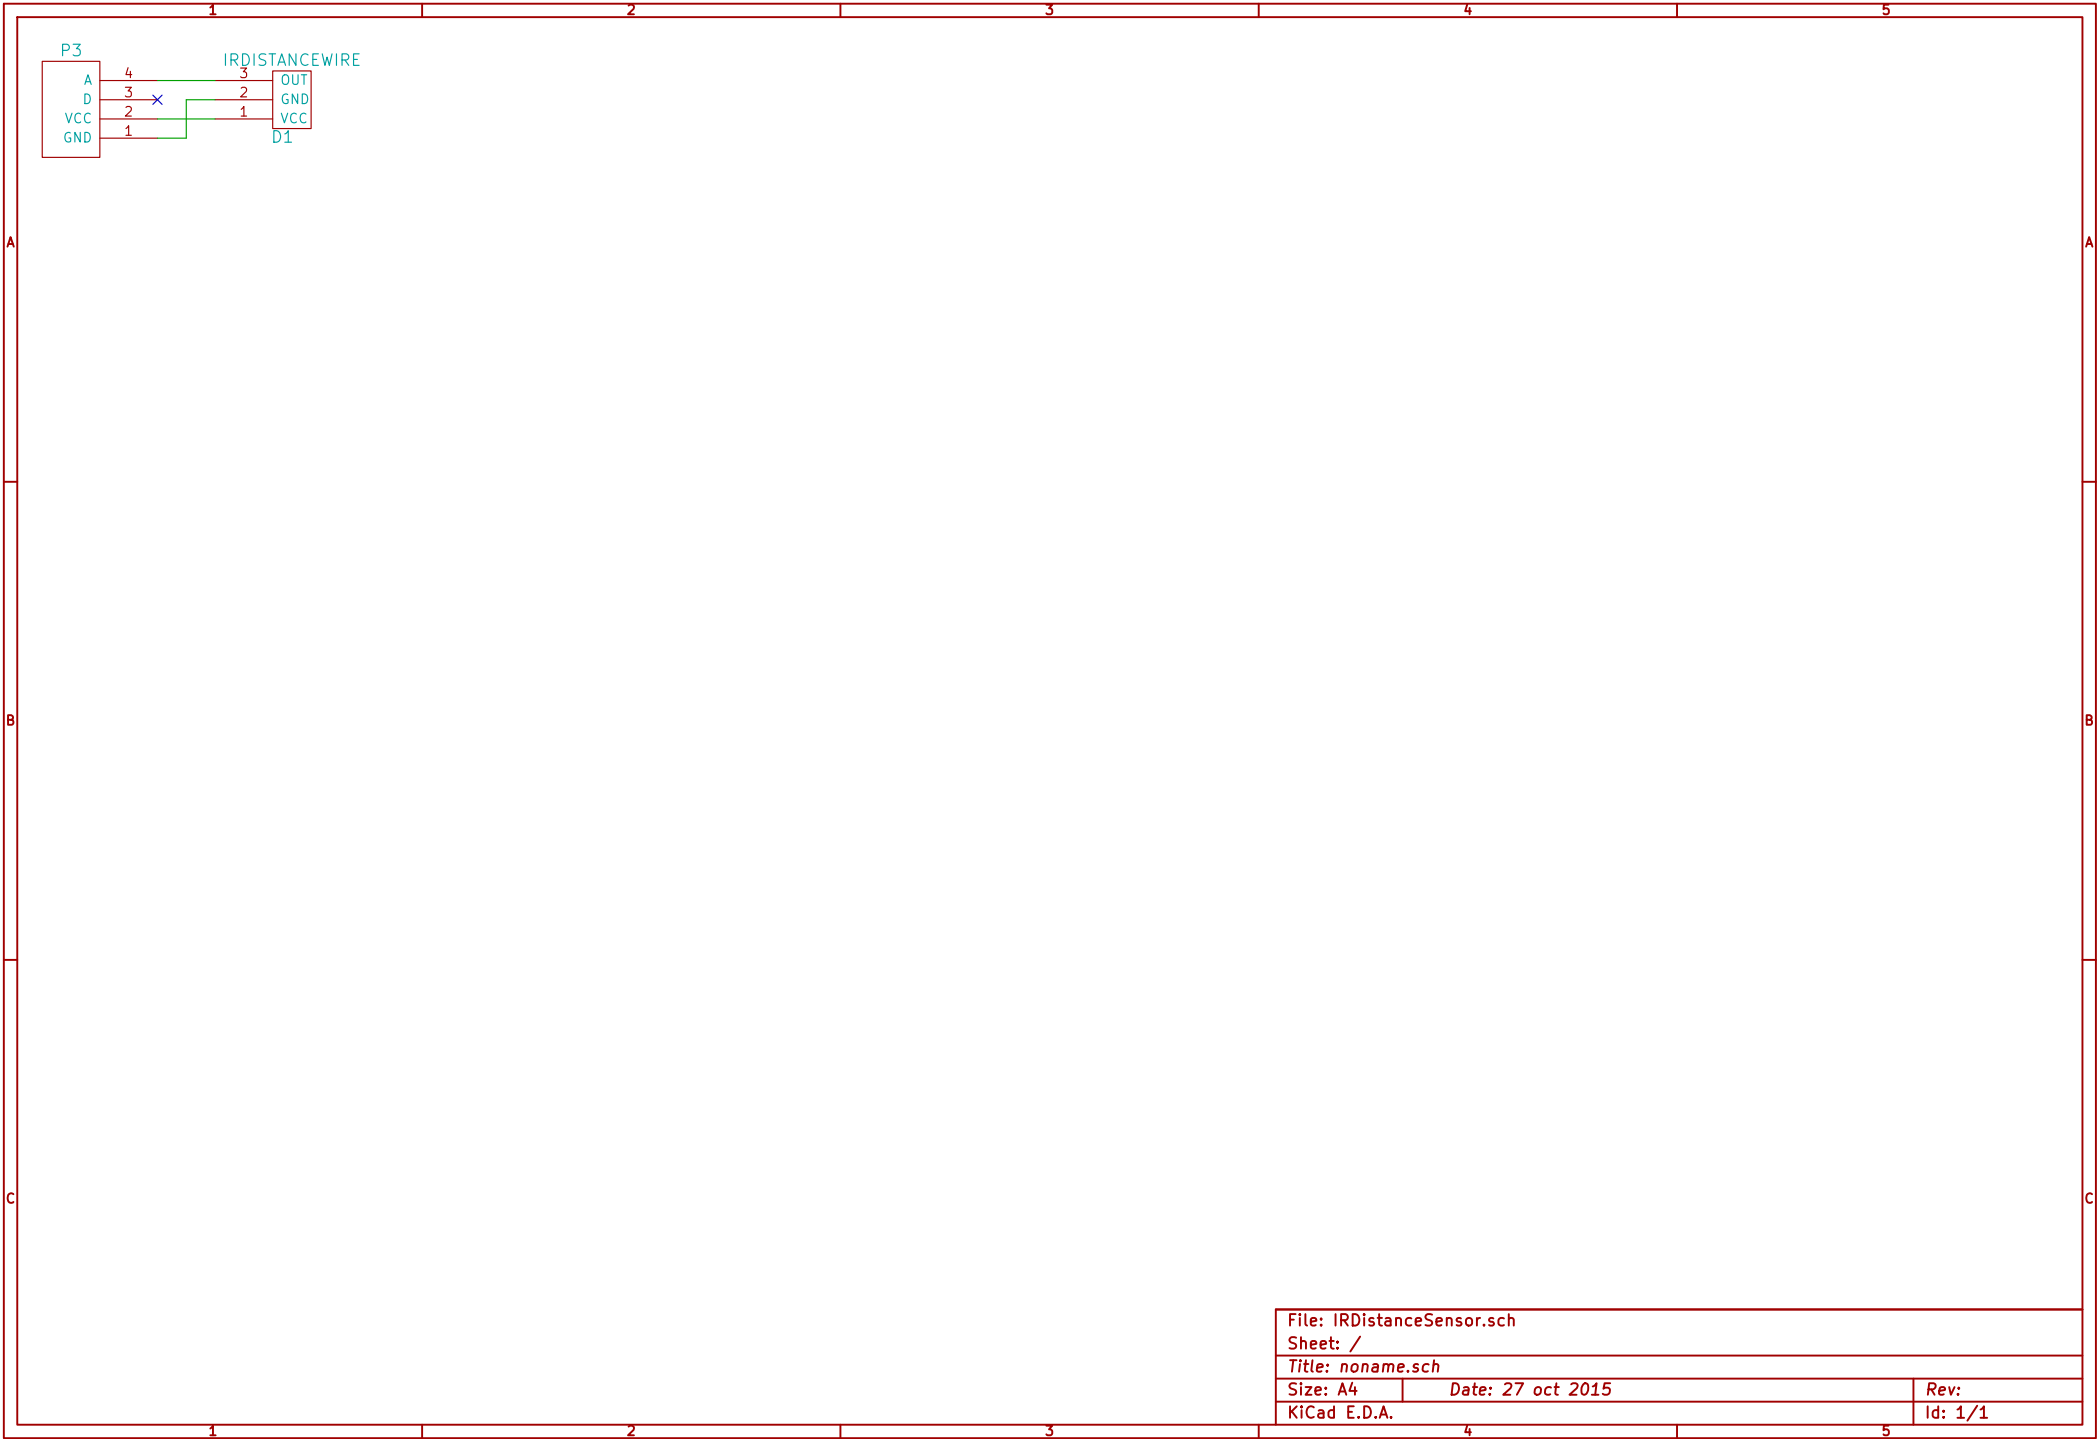 1 2 3 4 5
P3
IRDISTANCEWIRE
A 4 3 OUT
D 3 2 GND
VCC 2 1 VCC
GND 1
D1
A A
B B
C C
File: IRDistanceSensor.sch
Sheet: /
Title: noname.sch
Size: A4 Date: 27 oct 2015 Rev:
KiCad E.D.A. Id: 1/1
1 2 3 4 5